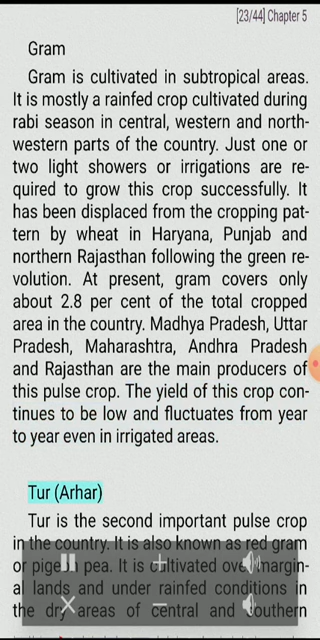 [23/44] Chapter 5
Gram
Gram is cultivated in subtropical areas.
It is mostly a rainfed crop cultivated during
rabi season in central, western and north-
western parts of the country. Just one or
two light showers or irrigations are re-
quired to grow this crop successfully. It
has been displaced from the cropping pat-
tern by wheat in Haryana, Punjab and
northern Rajasthan following the green re-
volution. At present, gram covers only
about 2.8 per cent of the total cropped
area in the country. Madhya Pradesh, Uttar
Pradesh, Maharashtra, Andhra Pradesh
and Rajasthan are the main producers of
this pulse crop. The yield of this crop con-
tinues to be low and fluctuates from year
to year even in irrigated areas.
Tur (Arhar)
Tur is the second important pulse crop
in the country. It is also known as red gram
or pigeon pea. It is cultivated over margin-
al lands and under rainfed conditions in
the dry areas of central and southern